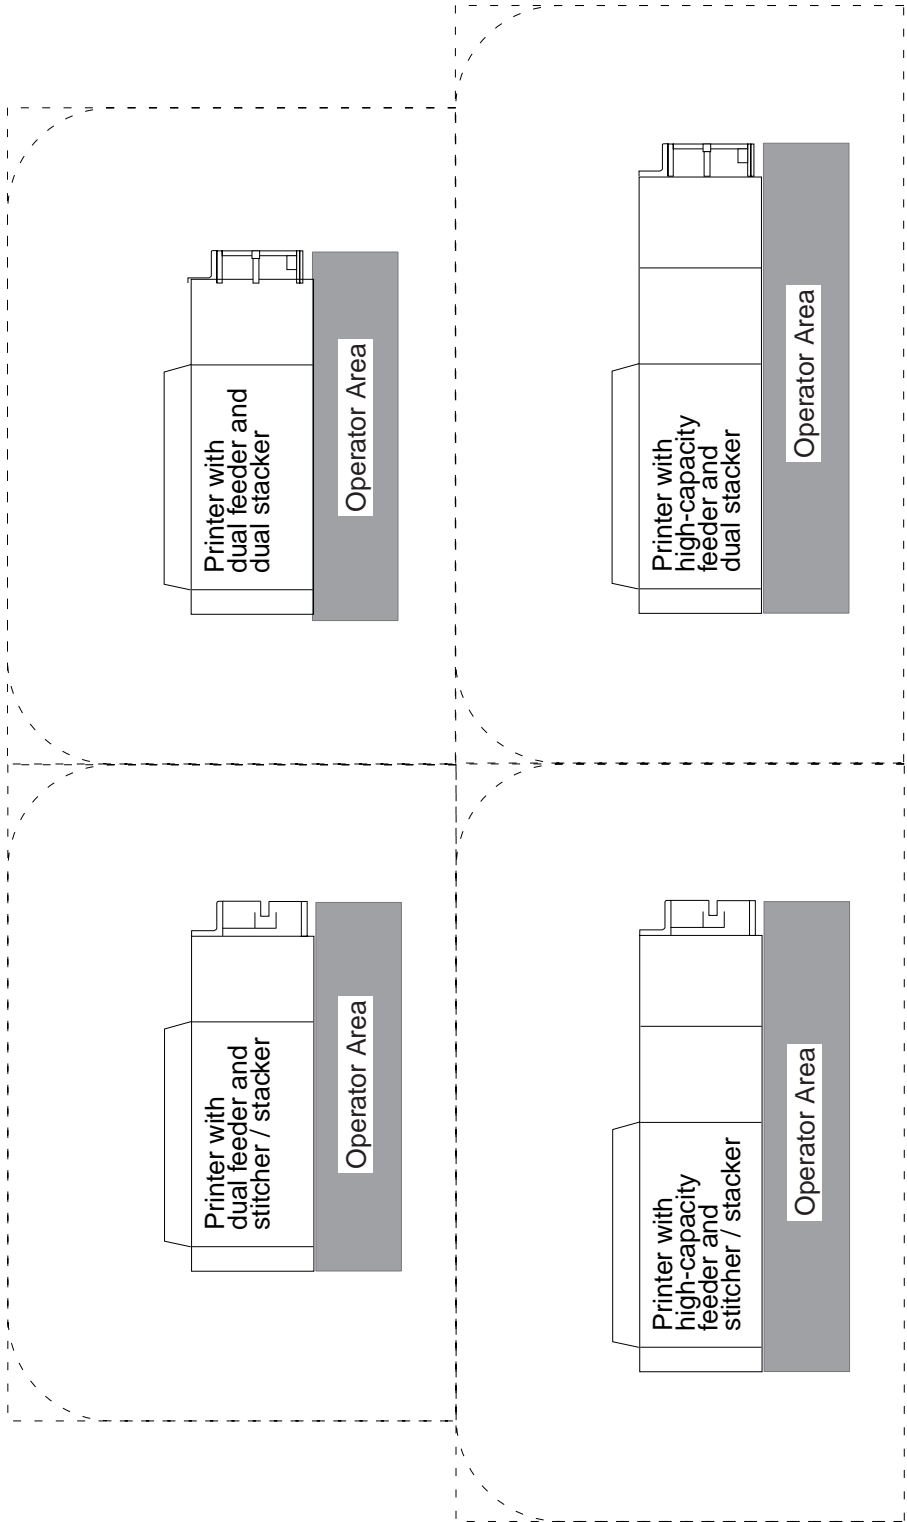 Printer with
dual feeder and
stitcher / stacker
Operator Area
Printer with
dual feeder and
dual stacker
Operator Area
Printer with
high-capacity
feeder and
stitcher / stacker
Operator Area
Printer with
high-capacity
feeder and
dual stacker
Operator Area